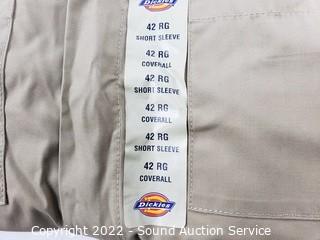 Dickies
42 RG
SHORT SLEEVE
42 RG
COVERALL
42 RG
SHORT SLEEVE
42 RG
COVERALL
42 RG
SHORT SLEEVE
42 RG
COVERALL
Dickies
Copyright 2022 - Sound Auction Service